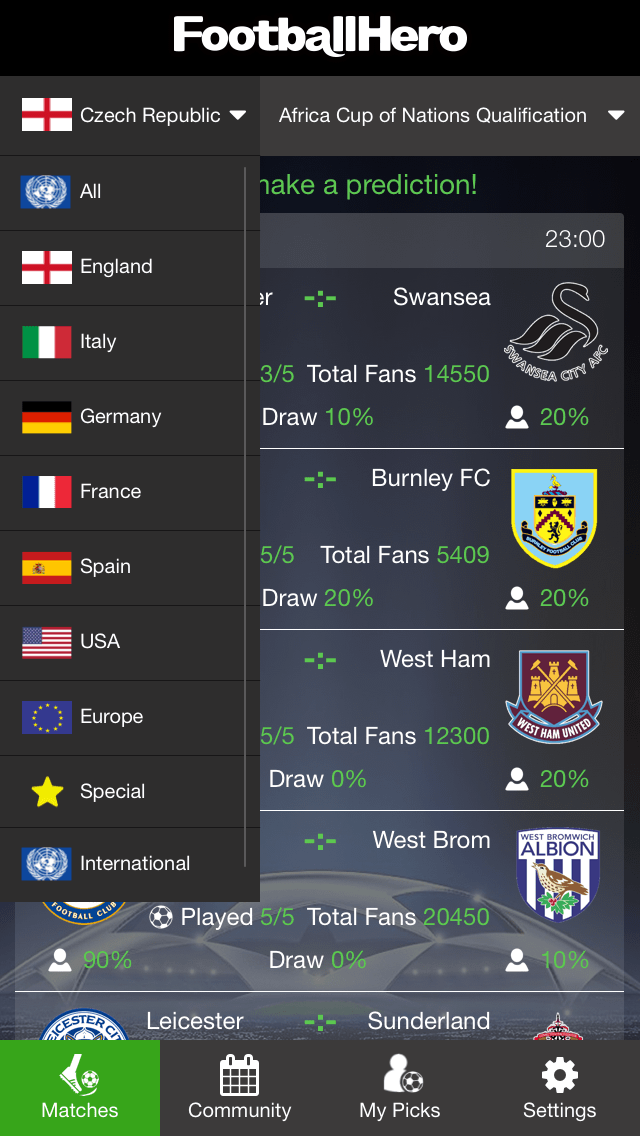 FootballHero
Czech Republic
Africa Cup of Nations Qualification
make a prediction!
All
23:00
England
er -:- Swansea
SWANSEA CITY AFC
Italy
3/5 Total Fans 14550
Germany
Draw 10% 20%
France
-:- Burnley FC
BURNLEY FOOTBALL CLUB
Spain
5/5 Total Fans 5409
Draw 20% 20%
USA
-:- West Ham
WEST HAM UNITED
Europe
5/5 Total Fans 12300
Special
Draw 0% 20%
International
-:- West Brom
WEST BROMWICH
ALBION
FOOTBALL CLUB
Played 5/5 Total Fans 20450
90% Draw 0% 10%
Leicester -:- Sunderland
LEICESTER CIT
Matches
Community
My Picks
Settings